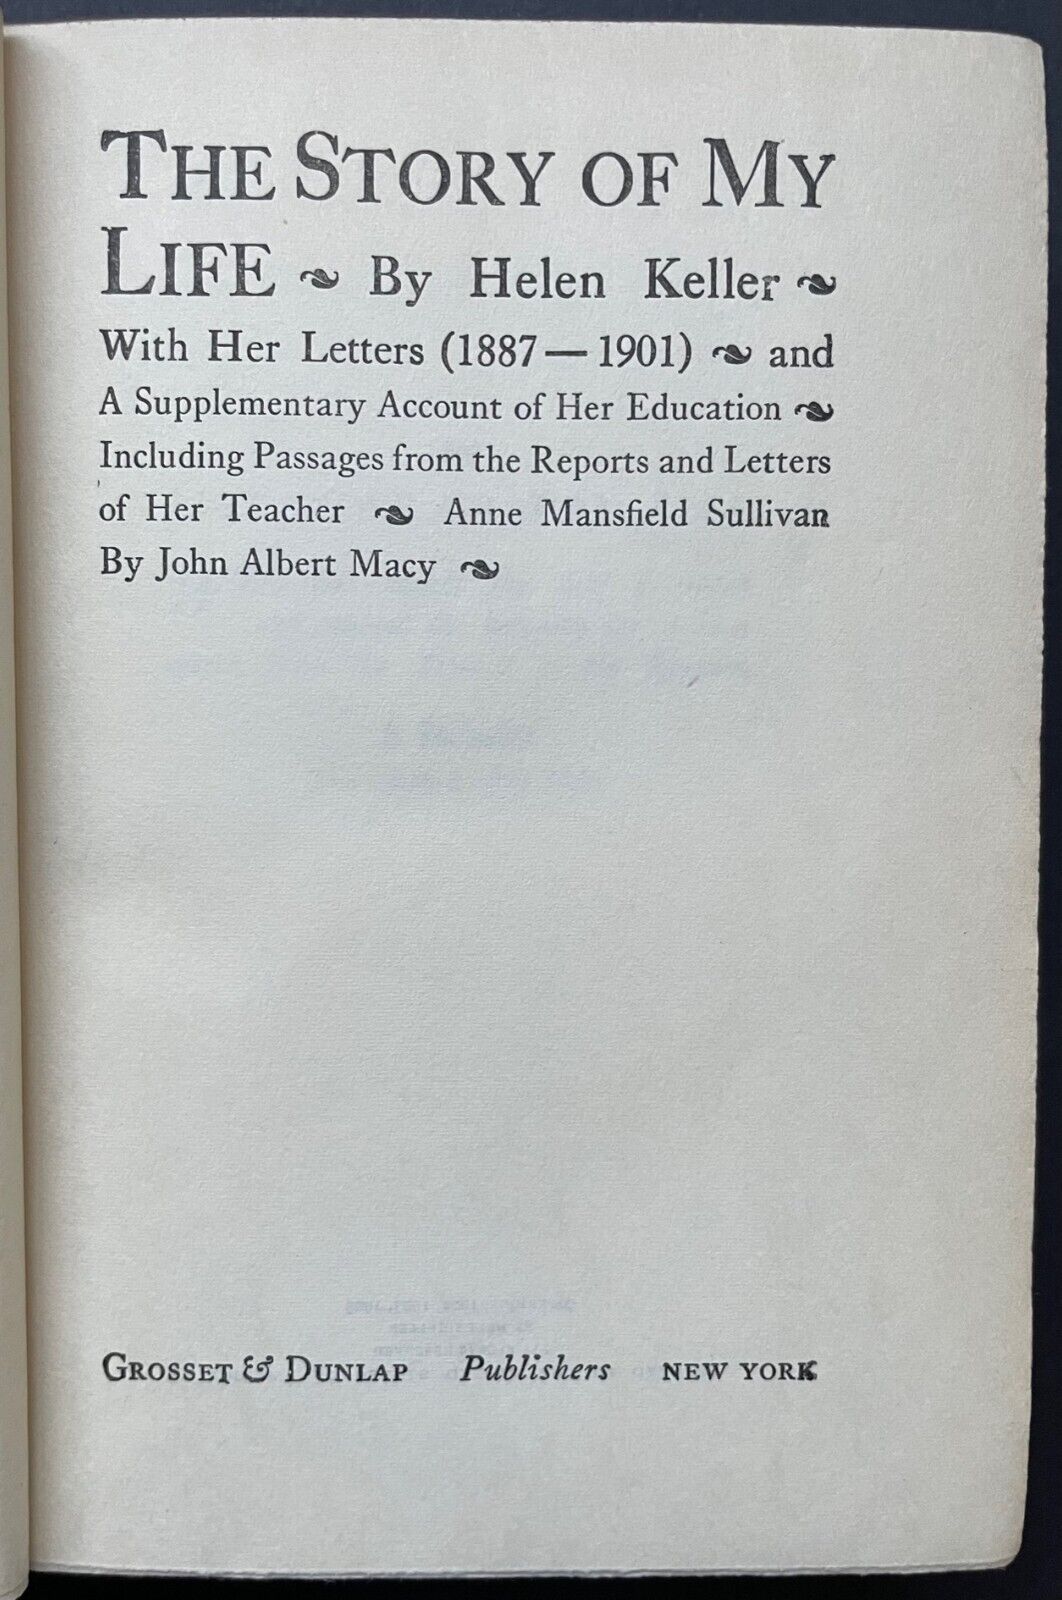 THE STORY OF MY
LIFE By Helen Keller
With Her Letters (1887—1901) and
A Supplementary Account of Her Education
Including Passages from the Reports and Letters
of Her Teacher Anne Mansfield Sullivan
By John Albert Macy
GROSSET & DUNLAP Publishers NEW YORK